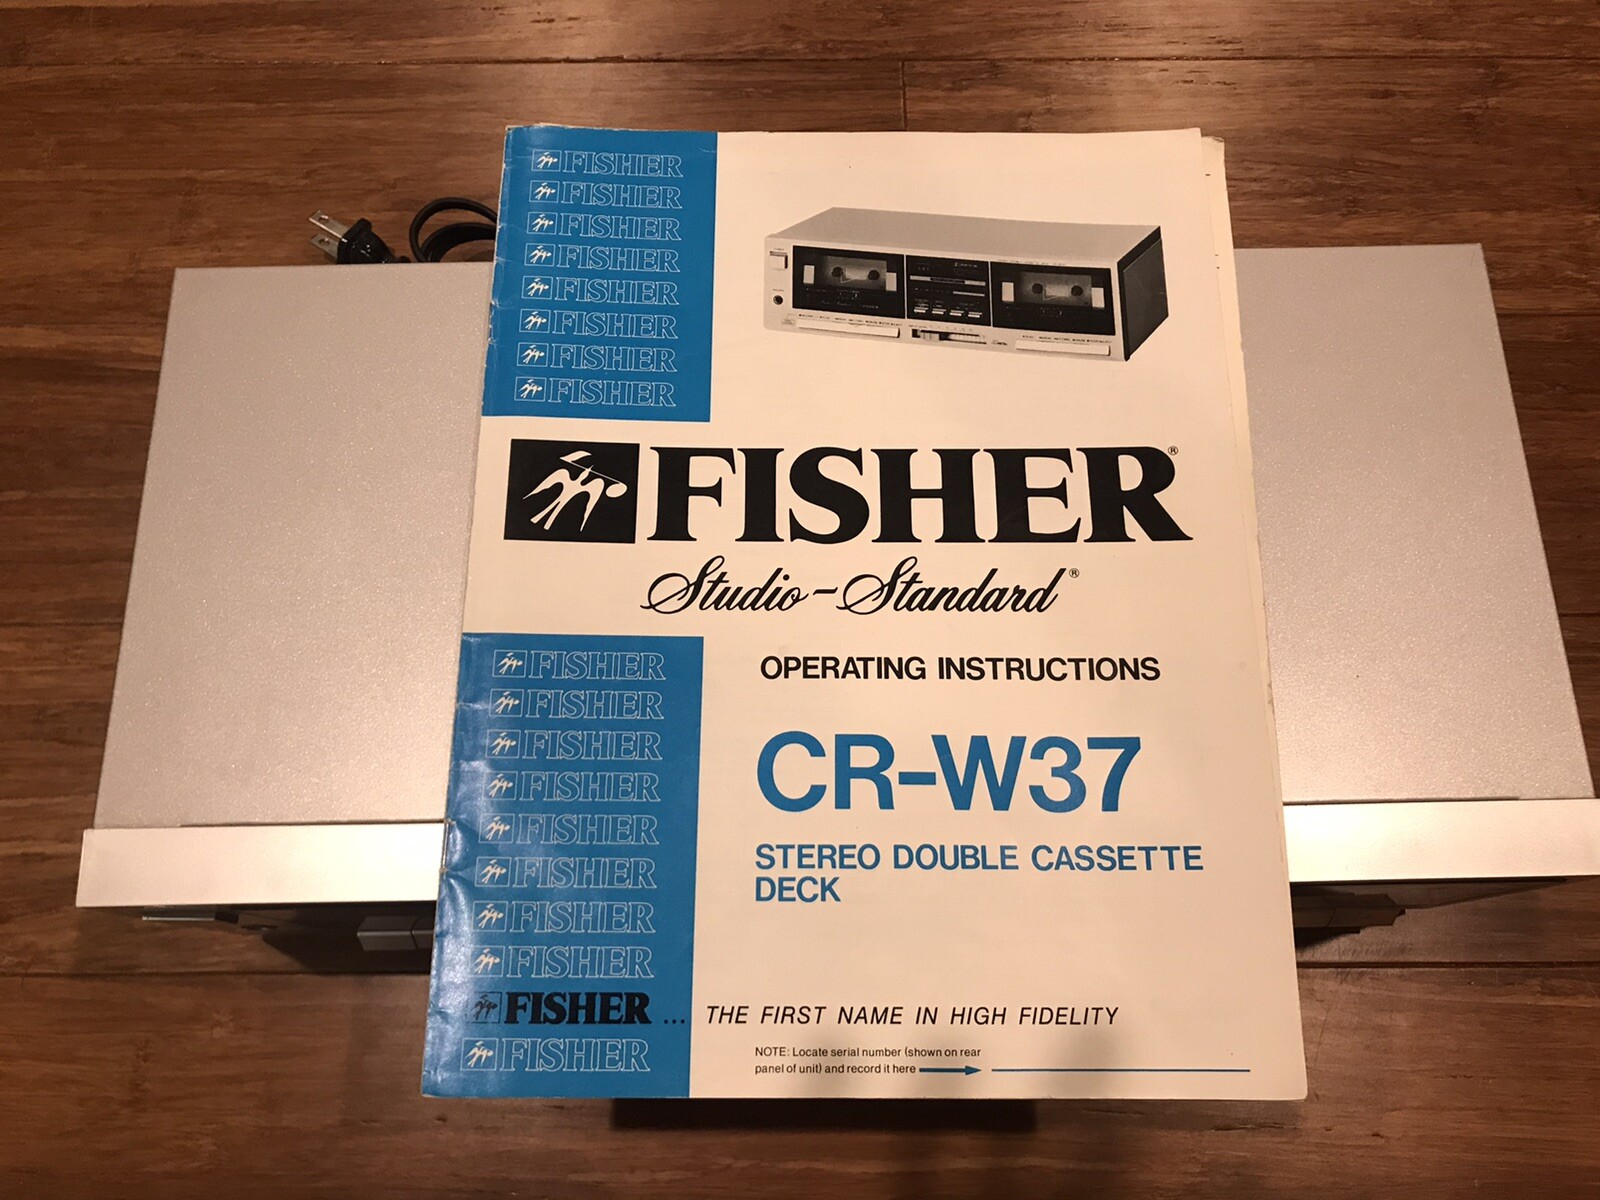 FISHER
FISHER
FISHER
FISHER
FISHER
FISHER
FISHER
FISHER
FISHER®
Studio-Standard®
FISHER
FISHER
FISHER
FISHER
FISHER
FISHER
FISHER
FISHER
OPERATING INSTRUCTIONS
CR-W37
STEREO DOUBLE CASSETTE
DECK
FISHER ... THE FIRST NAME IN HIGH FIDELITY
FISHER
NOTE: Locate serial number (shown on rear
panel of unit) and record it here